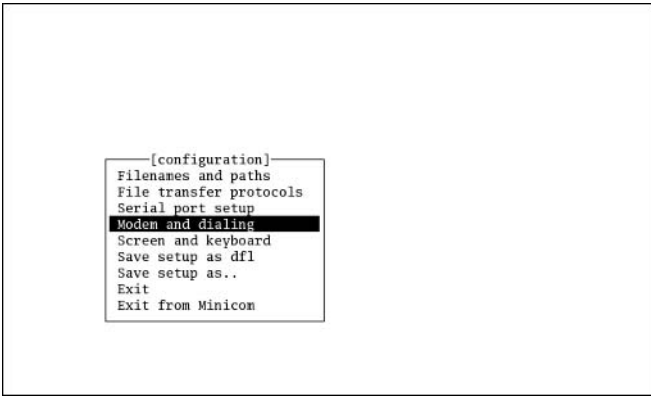 [configuration]
Filenames and paths
File transfer protocols
Serial port setup
Modem and dialing
Screen and keyboard
Save setup as dfl
Save setup as..
Exit
Exit from Minicom